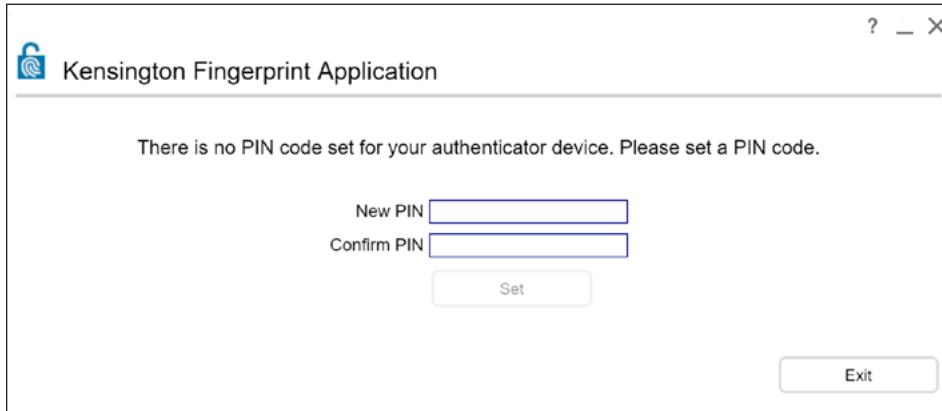 ?
Kensington Fingerprint Application
There is no PIN code set for your authenticator device. Please set a PIN code.
New PIN
Confirm PIN
Set
Exit